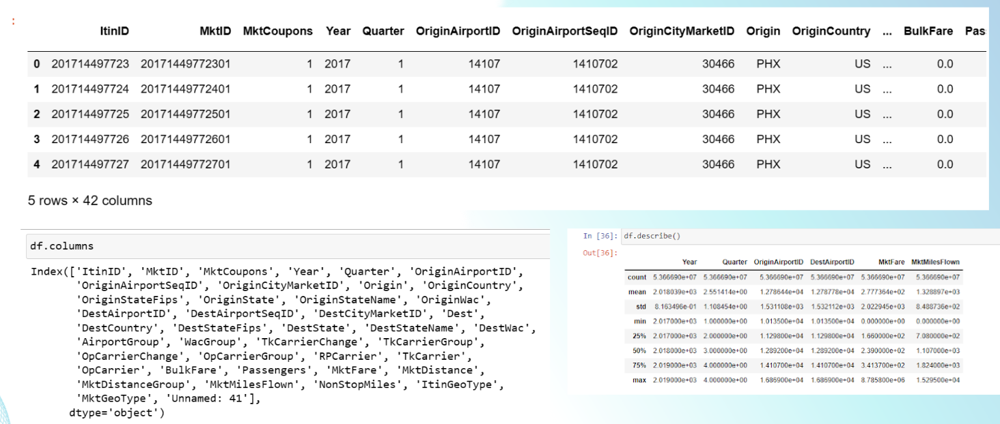 :
ItinID MktID MktCoupons Year Quarter OriginAirportID OriginAirportSeqID OriginCityMarketID Origin OriginCountry ... BulkFare Pas
0 201714497723 20171449772301 1 2017 1 14107 1410702 30466 PHX US ... 0.0
1 201714497724 20171449772401 1 2017 1 14107 1410702 30466 PHX US ... 0.0
2 201714497725 20171449772501 1 2017 1 14107 1410702 30466 PHX US ... 0.0
3 201714497726 20171449772601 1 2017 1 14107 1410702 30466 PHX US ... 0.0
4 201714497727 20171449772701 1 2017 1 14107 1410702 30466 PHX US ... 0.0
5 rows × 42 columns
df.columns
Index(['ItinID', 'MktID', 'MktCoupons', 'Year', 'Quarter', 'OriginAirportID',
'OriginAirportSeqID', 'OriginCityMarketID', 'Origin', 'OriginCountry',
'OriginStateFips', 'OriginState', 'OriginStateName', 'OriginWac',
'DestAirportID', 'DestAirportSeqID', 'DestCityMarketID', 'Dest',
'DestCountry', 'DestStateFips', 'DestState', 'DestStateName', 'DestWac',
'AirportGroup', 'WacGroup', 'TkCarrierChange', 'TkCarrierGroup',
'OpCarrierChange', 'OpCarrierGroup', 'RPCarrier', 'TkCarrier',
'OpCarrier', 'BulkFare', 'Passengers', 'MktFare', 'MktDistance',
'MktDistanceGroup', 'MktMilesFlown', 'NonStopMiles', 'ItinGeoType',
'MktGeoType', 'Unnamed: 41'],
dtype='object')
In [36]: df.describe()
Out[36]:
Year Quarter OriginAirportID DestAirportID MktFare MktMilesFlown
count 5.366690e+07 5.366690e+07 5.366690e+07 5.366690e+07 5.366690e+07 5.366690e+07
mean 2.018039e+03 2.551414e+00 1.278644e+04 1.278778e+04 2.777364e+02 1.328897e+03
std 8.163496e-01 1.108454e+00 1.531108e+03 1.532112e+03 2.022945e+03 8.488736e+02
min 2.017000e+03 1.000000e+00 1.013500e+04 1.013500e+04 0.000000e+00 0.000000e+00
25% 2.017000e+03 2.000000e+00 1.129800e+04 1.129800e+04 1.660000e+02 7.080000e+02
50% 2.018000e+03 3.000000e+00 1.289200e+04 1.289200e+04 2.390000e+02 1.107000e+03
75% 2.019000e+03 4.000000e+00 1.410700e+04 1.410700e+04 3.413700e+02 1.824000e+03
max 2.019000e+03 4.000000e+00 1.686900e+04 1.686900e+04 8.785800e+06 1.529500e+04